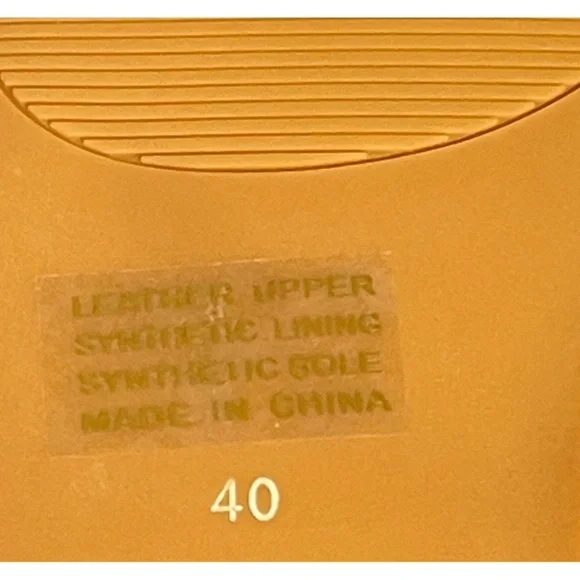 LEATHER UPPER
SYNTHETIC LINING
SYNTHETIC SOLE
MADE IN CHINA
40